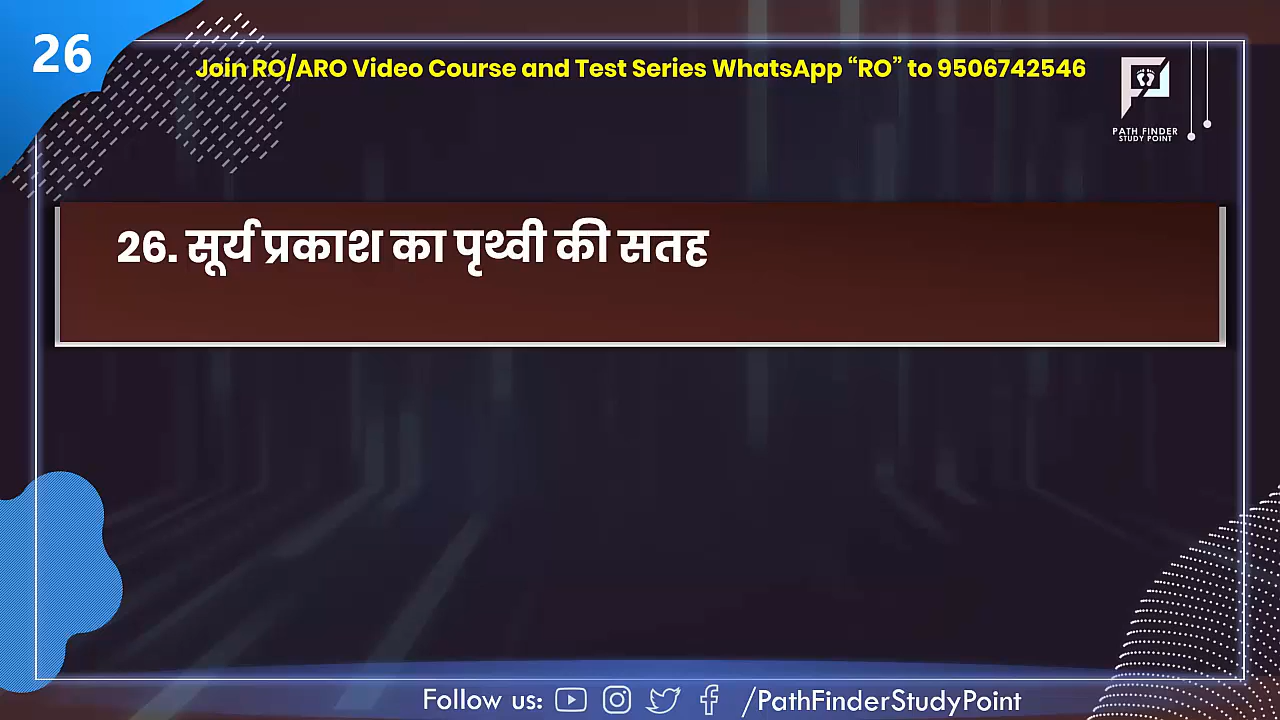 26
Join RO/ARO Video Course and Test Series WhatsApp “RO” to 9506742546
PATH FINDER
STUDY POINT
26. सूर्य प्रकाश का पृथ्वी की सतह
Follow us: /PathFinderStudyPoint